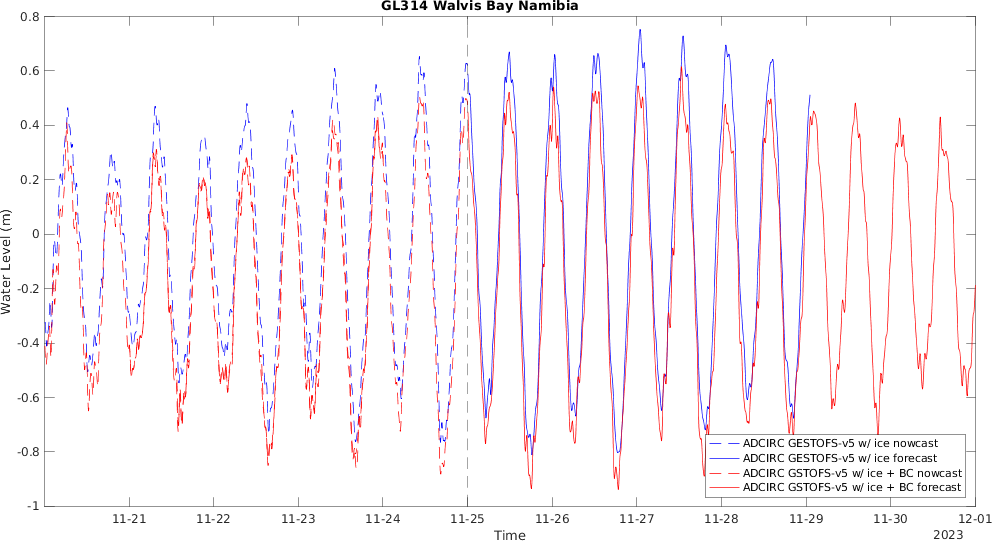 GL314 Walvis Bay Namibia
0.8
0.6
0.4
0.2
0
-0.2
-0.4
-0.6
-0.8
-1
Water Level (m)
ADCIRC GESTOFS-v5 w/ ice nowcast
ADCIRC GESTOFS-v5 w/ ice forecast
ADCIRC GSTOFS-v5 w/ ice + BC nowcast
ADCIRC GSTOFS-v5 w/ ice + BC forecast
11-21 11-22 11-23 11-24 11-25 11-26 11-27 11-28 11-29 11-30 12-01
Time
2023